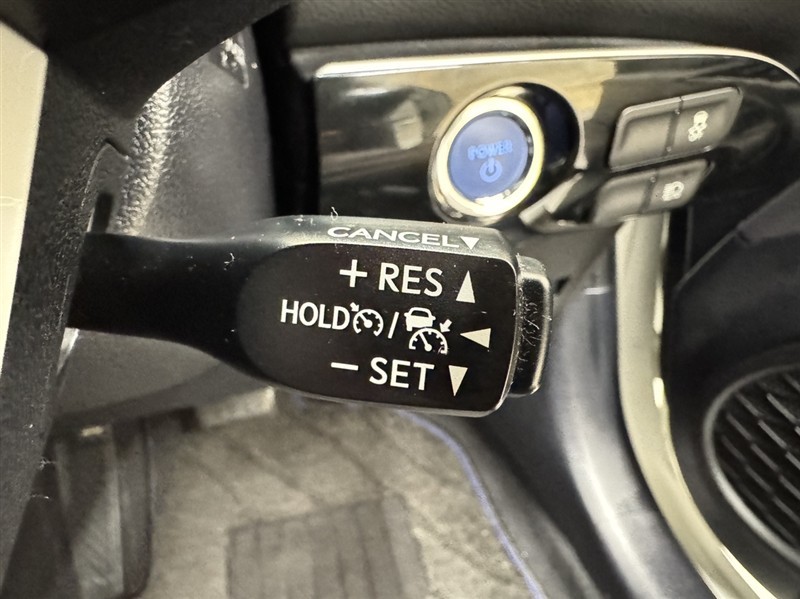 POWER
CANCEL▼
+ RES ▲
HOLD / ◀
− SET ▼